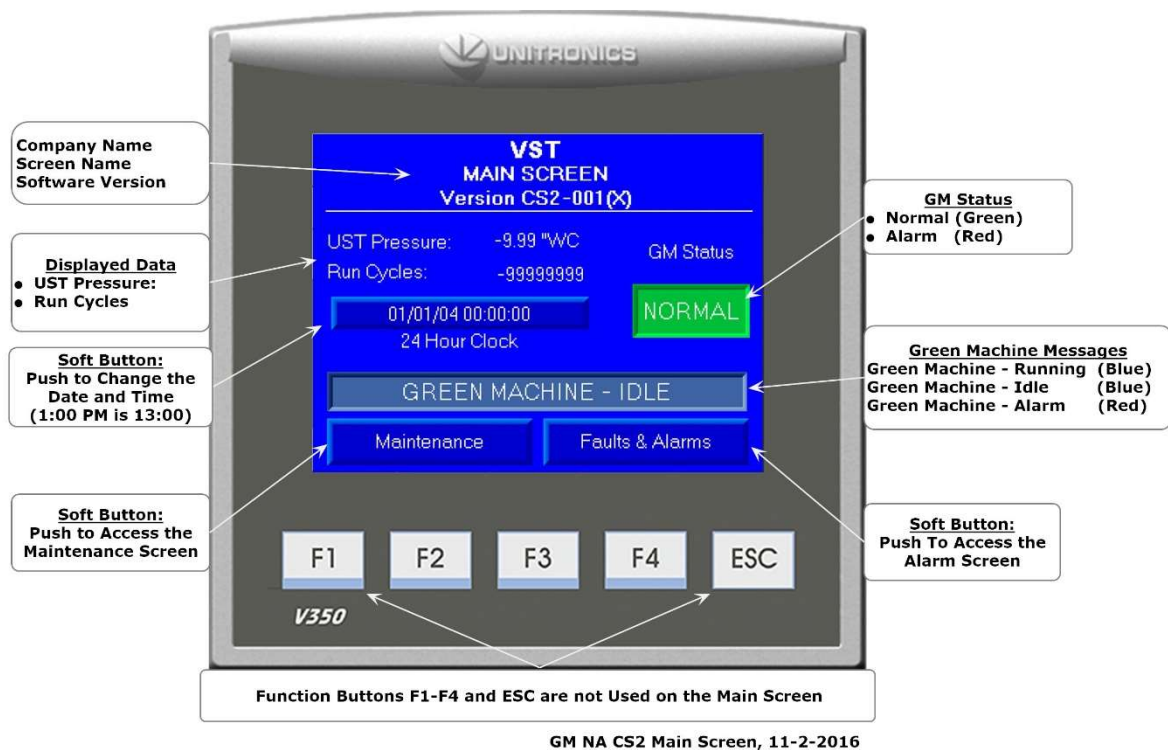 UNITRONICS
Company Name
Screen Name
Software Version
VST
MAIN SCREEN
Version CS2-001(X)
GM Status
• Normal (Green)
• Alarm (Red)
Displayed Data
• UST Pressure:
• Run Cycles
UST Pressure: -9.99 "WC
Run Cycles: -99999999
GM Status
NORMAL
01/01/04 00:00:00
24 Hour Clock
Soft Button:
Push to Change the
Date and Time
(1:00 PM is 13:00)
Green Machine Messages
Green Machine - Running (Blue)
Green Machine - Idle (Blue)
Green Machine - Alarm (Red)
GREEN MACHINE - IDLE
Maintenance
Faults & Alarms
Soft Button:
Push to Access the
Maintenance Screen
Soft Button:
Push To Access the
Alarm Screen
F1
F2
F3
F4
ESC
V350
Function Buttons F1-F4 and ESC are not Used on the Main Screen
GM NA CS2 Main Screen, 11-2-2016